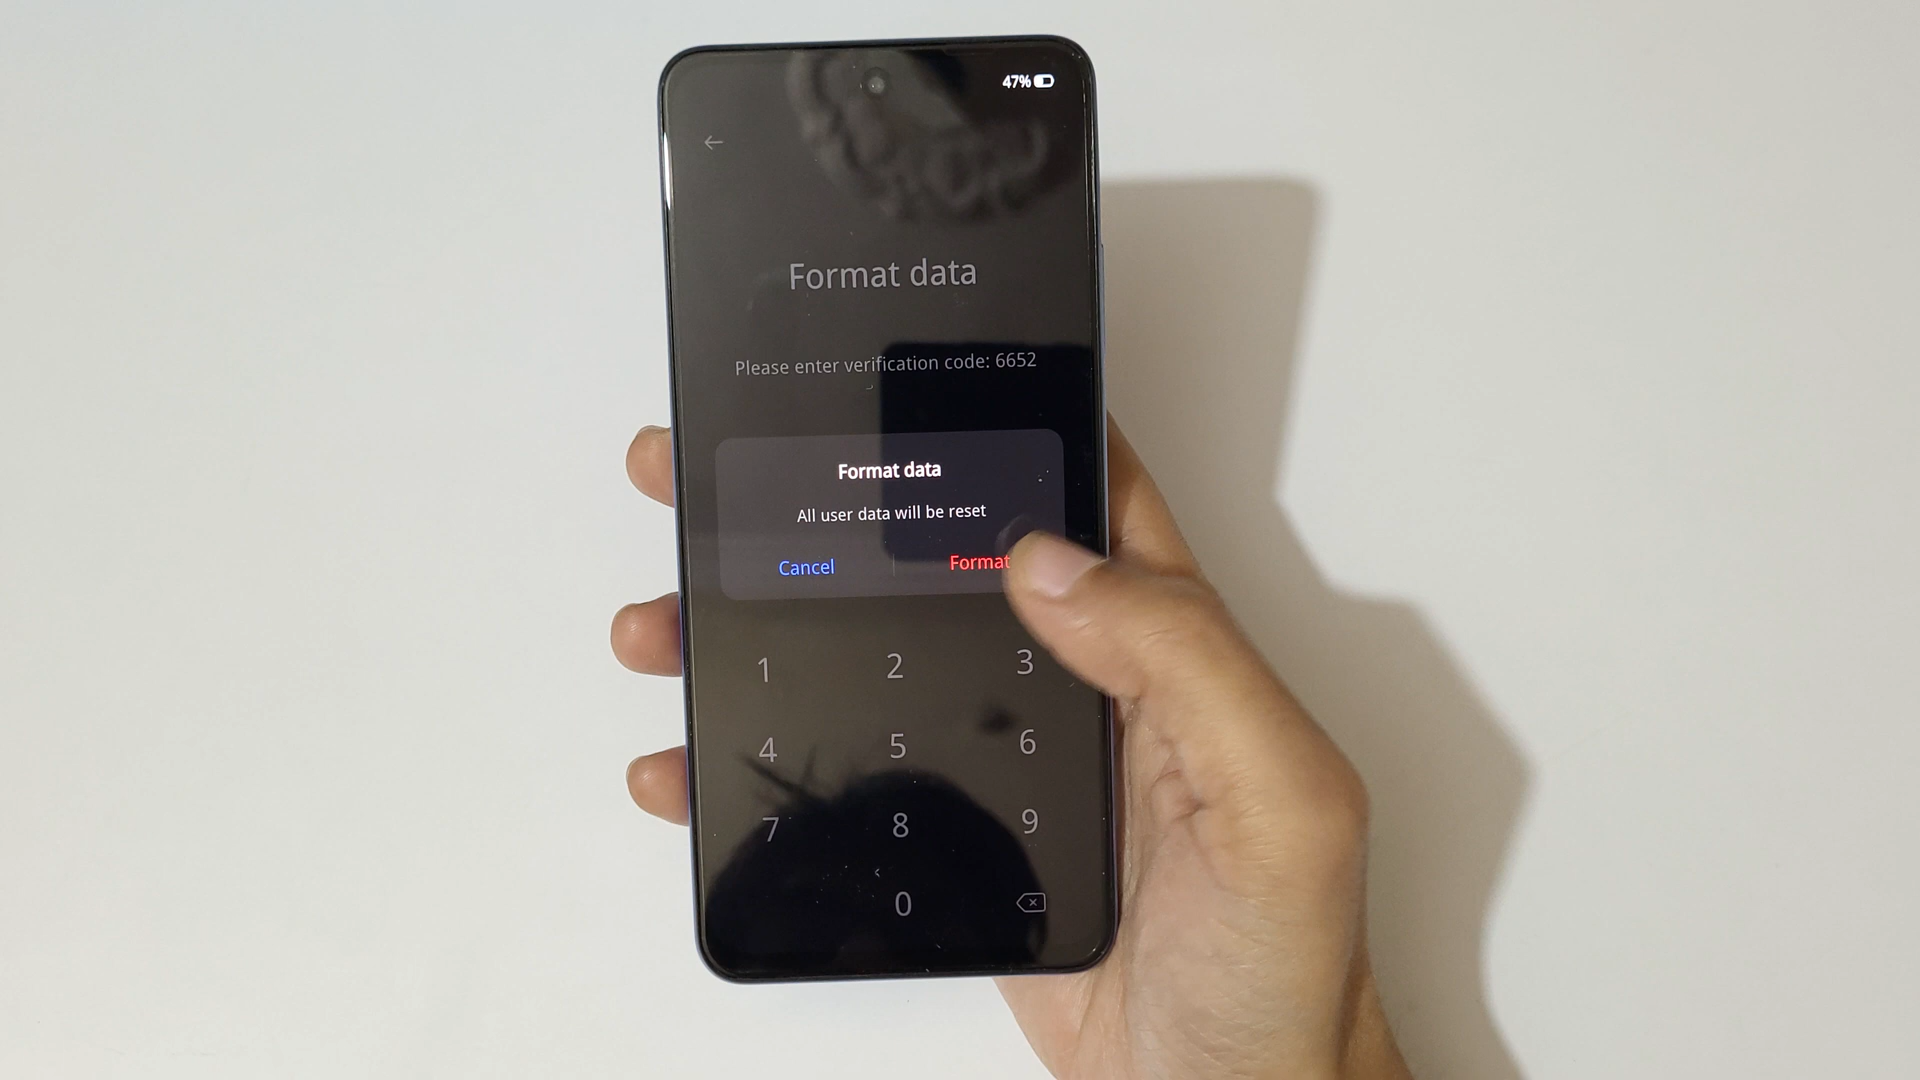 47%
Format data
Please enter verification code: 6652
Format data
All user data will be reset
Cancel Format
1 2 3
4 5 6
7 8 9
0